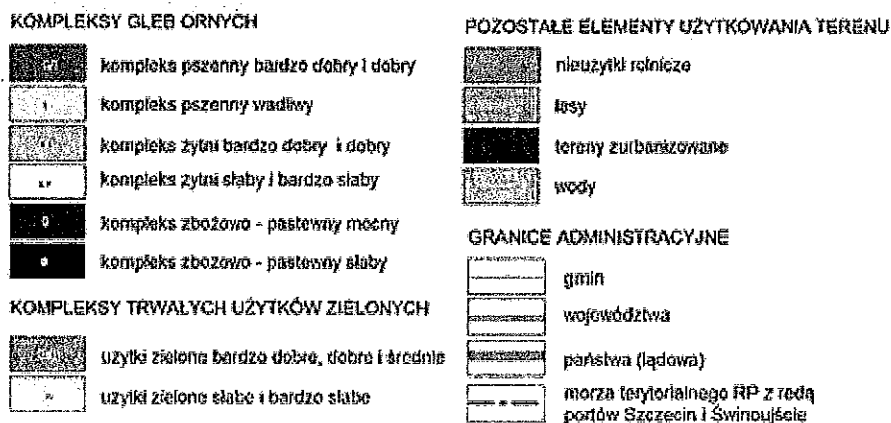 KOMPLEKSY GLEB ORNYCH
kompleks pszenny bardzo dobry i dobry
kompleks pszenny wadliwy
kompleks żytni bardzo dobry i dobry
kompleks żytni słaby i bardzo słaby
kompleks zbożowo - pastewny mocny
kompleks zbożowo - pastewny słaby
KOMPLEKSY TRWAŁYCH UŻYTKÓW ZIELONYCH
użytki zielone bardzo dobre, dobre i średnie
użytki zielone słabe i bardzo słabe
POZOSTAŁE ELEMENTY UŻYTKOWANIA TERENU
nieużytki rolnicze
lasy
tereny zurbanizowane
wody
GRANICE ADMINISTRACYJNE
gmin
województwa
państwa (lądowa)
morza terytorialnego RP z redą
portów Szczecin i Świnoujście